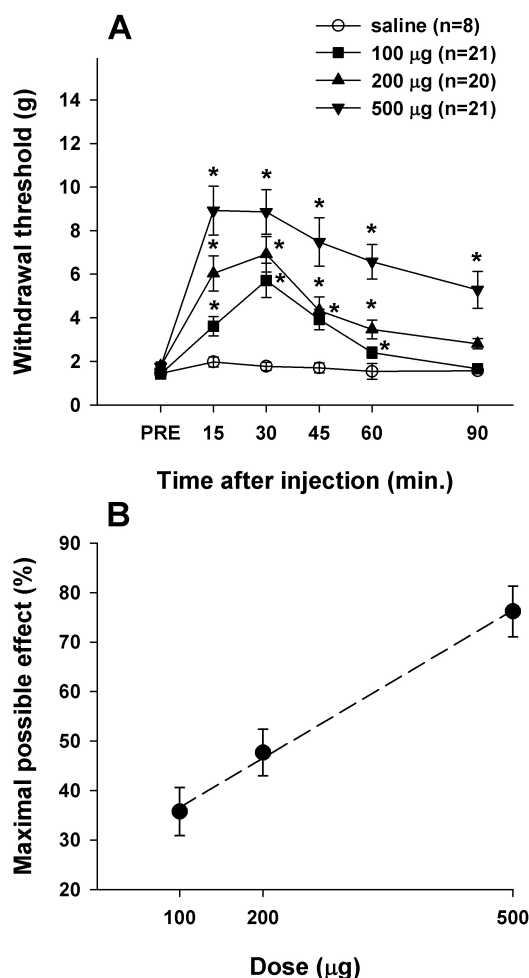 A
saline (n=8)
100 μg (n=21)
200 μg (n=20)
500 μg (n=21)
Withdrawal threshold (g)
14
12
10
8
6
4
2
0
* * * * *
* * * *
* * * *
PRE 15 30 45 60 90
Time after injection (min.)
B
Maximal possible effect (%)
90
80
70
60
50
40
30
20
100 200 500
Dose (μg)